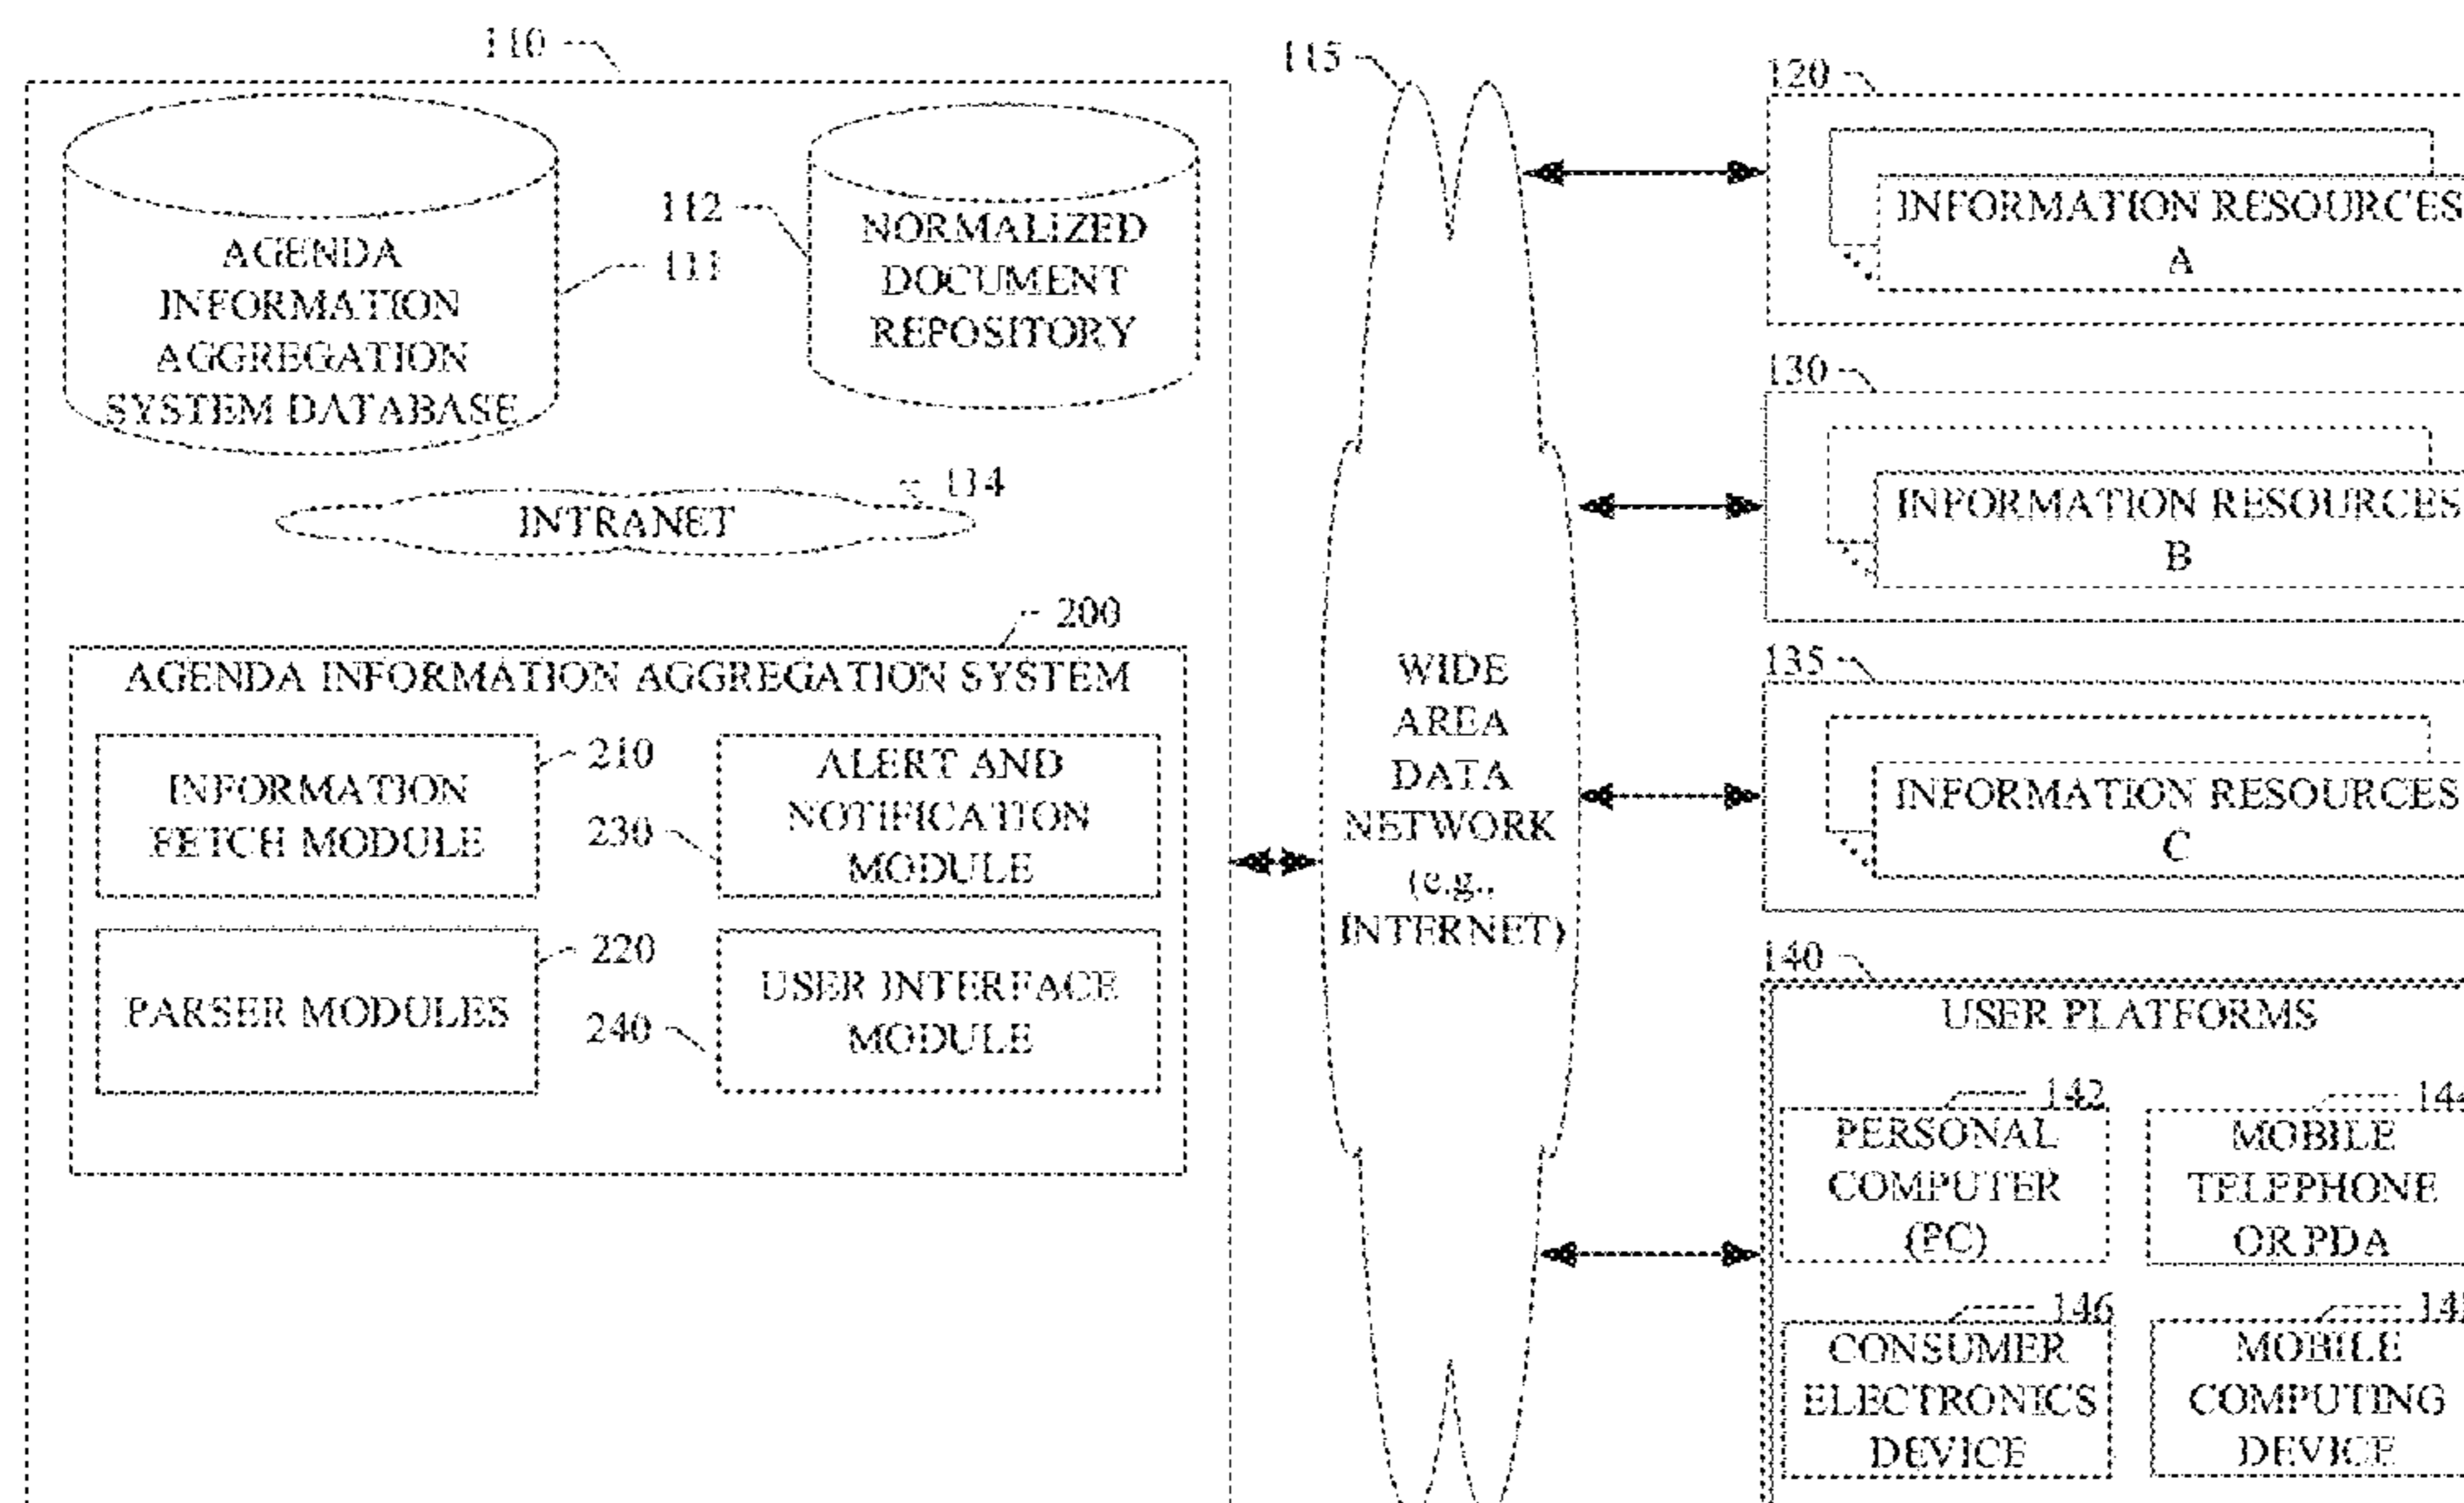 110
AGENDA
INFORMATION
AGGREGATION
SYSTEM DATABASE
111
112
NORMALIZED
DOCUMENT
REPOSITORY
114
INTRANET
200
AGENDA INFORMATION AGGREGATION SYSTEM
INFORMATION
FETCH MODULE
210
230
ALERT AND
NOTIFICATION
MODULE
PARSER MODULES
220
240
USER INTERFACE
MODULE
115
WIDE
AREA
DATA
NETWORK
(e.g.,
INTERNET)
120
INFORMATION RESOURCES
A
130
INFORMATION RESOURCES
B
135
INFORMATION RESOURCES
C
140
USER PLATFORMS
142
PERSONAL
COMPUTER
(PC)
MOBILE
TELEPHONE
OR PDA
146
CONSUMER
ELECTRONICS
DEVICE
MOBILE
COMPUTING
DEVICE